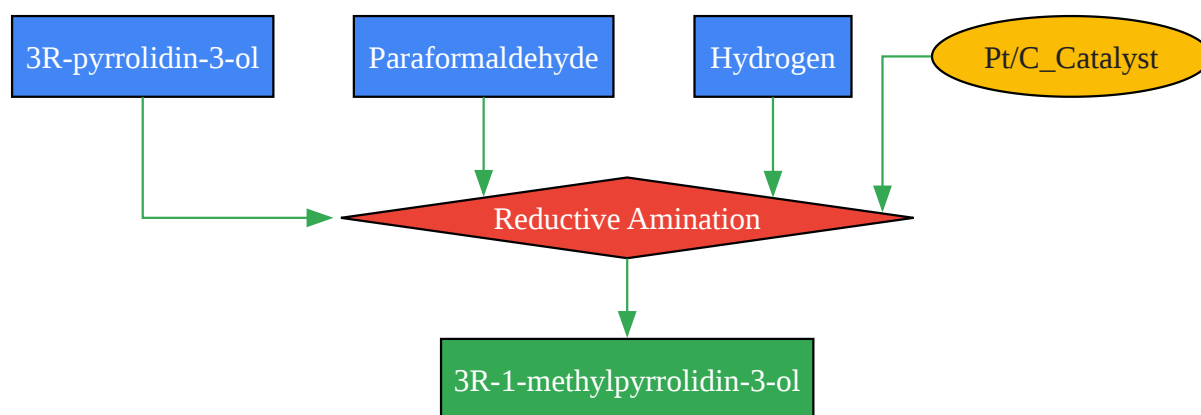 3R-pyrrolidin-3-ol
Paraformaldehyde
Hydrogen
Pt/C_Catalyst
Reductive Amination
3R-1-methylpyrrolidin-3-ol